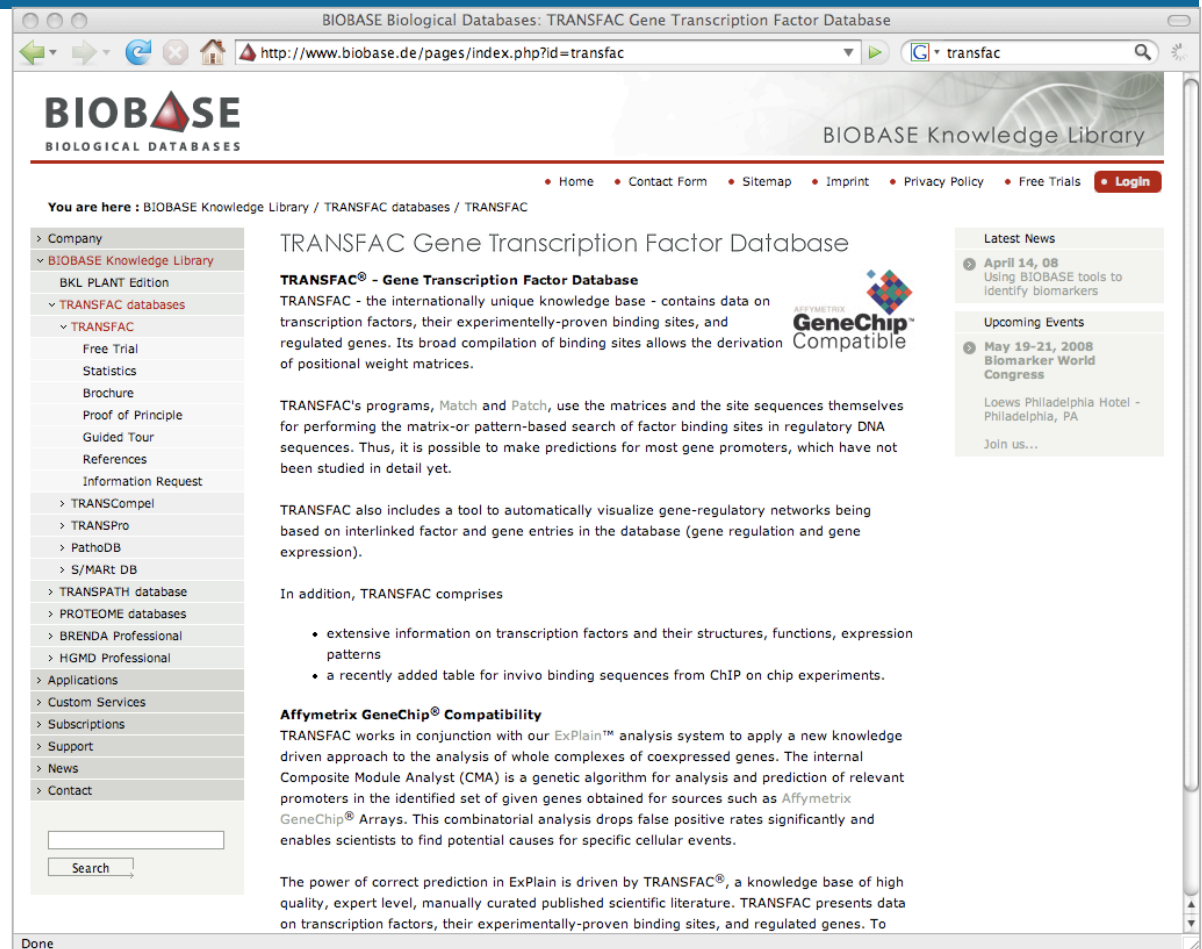 BIOBASE Biological Databases: TRANSFAC Gene Transcription Factor Database
http://www.biobase.de/pages/index.php?id=transfac
G transfac
BIOBASE
BIOLOGICAL DATABASES
BIOBASE Knowledge Library
• Home • Contact Form • Sitemap • Imprint • Privacy Policy • Free Trials • Login
You are here : BIOBASE Knowledge Library / TRANSFAC databases / TRANSFAC
> Company
BIOBASE Knowledge Library
BKL PLANT Edition
TRANSFAC databases
TRANSFAC
Free Trial
Statistics
Brochure
Proof of Principle
Guided Tour
References
Information Request
> TRANSCompel
> TRANSPro
> PathoDB
> S/MARt DB
> TRANSPATH database
> PROTEOME databases
> BRENDA Professional
> HGMD Professional
> Applications
> Custom Services
> Subscriptions
> Support
> News
> Contact
Search
TRANSFAC Gene Transcription Factor Database
TRANSFAC® - Gene Transcription Factor Database
TRANSFAC - the internationally unique knowledge base - contains data on
transcription factors, their experimentelly-proven binding sites, and
regulated genes. Its broad compilation of binding sites allows the derivation
of positional weight matrices.
AFFYMETRIX
GeneChip™
Compatible
TRANSFAC's programs, Match and Patch, use the matrices and the site sequences themselves
for performing the matrix-or pattern-based search of factor binding sites in regulatory DNA
sequences. Thus, it is possible to make predictions for most gene promoters, which have not
been studied in detail yet.
TRANSFAC also includes a tool to automatically visualize gene-regulatory networks being
based on interlinked factor and gene entries in the database (gene regulation and gene
expression).
In addition, TRANSFAC comprises
• extensive information on transcription factors and their structures, functions, expression
patterns
• a recently added table for invivo binding sequences from ChIP on chip experiments.
Affymetrix GeneChip® Compatibility
TRANSFAC works in conjunction with our ExPlain™ analysis system to apply a new knowledge
driven approach to the analysis of whole complexes of coexpressed genes. The internal
Composite Module Analyst (CMA) is a genetic algorithm for analysis and prediction of relevant
promoters in the identified set of given genes obtained for sources such as Affymetrix
GeneChip® Arrays. This combinatorial analysis drops false positive rates significantly and
enables scientists to find potential causes for specific cellular events.
The power of correct prediction in ExPlain is driven by TRANSFAC®, a knowledge base of high
quality, expert level, manually curated published scientific literature. TRANSFAC presents data
on transcription factors, their experimentally-proven binding sites, and regulated genes. To
Latest News
April 14, 08
Using BIOBASE tools to
identify biomarkers
Upcoming Events
May 19-21, 2008
Biomarker World
Congress
Loews Philadelphia Hotel -
Philadelphia, PA
Join us...
Done